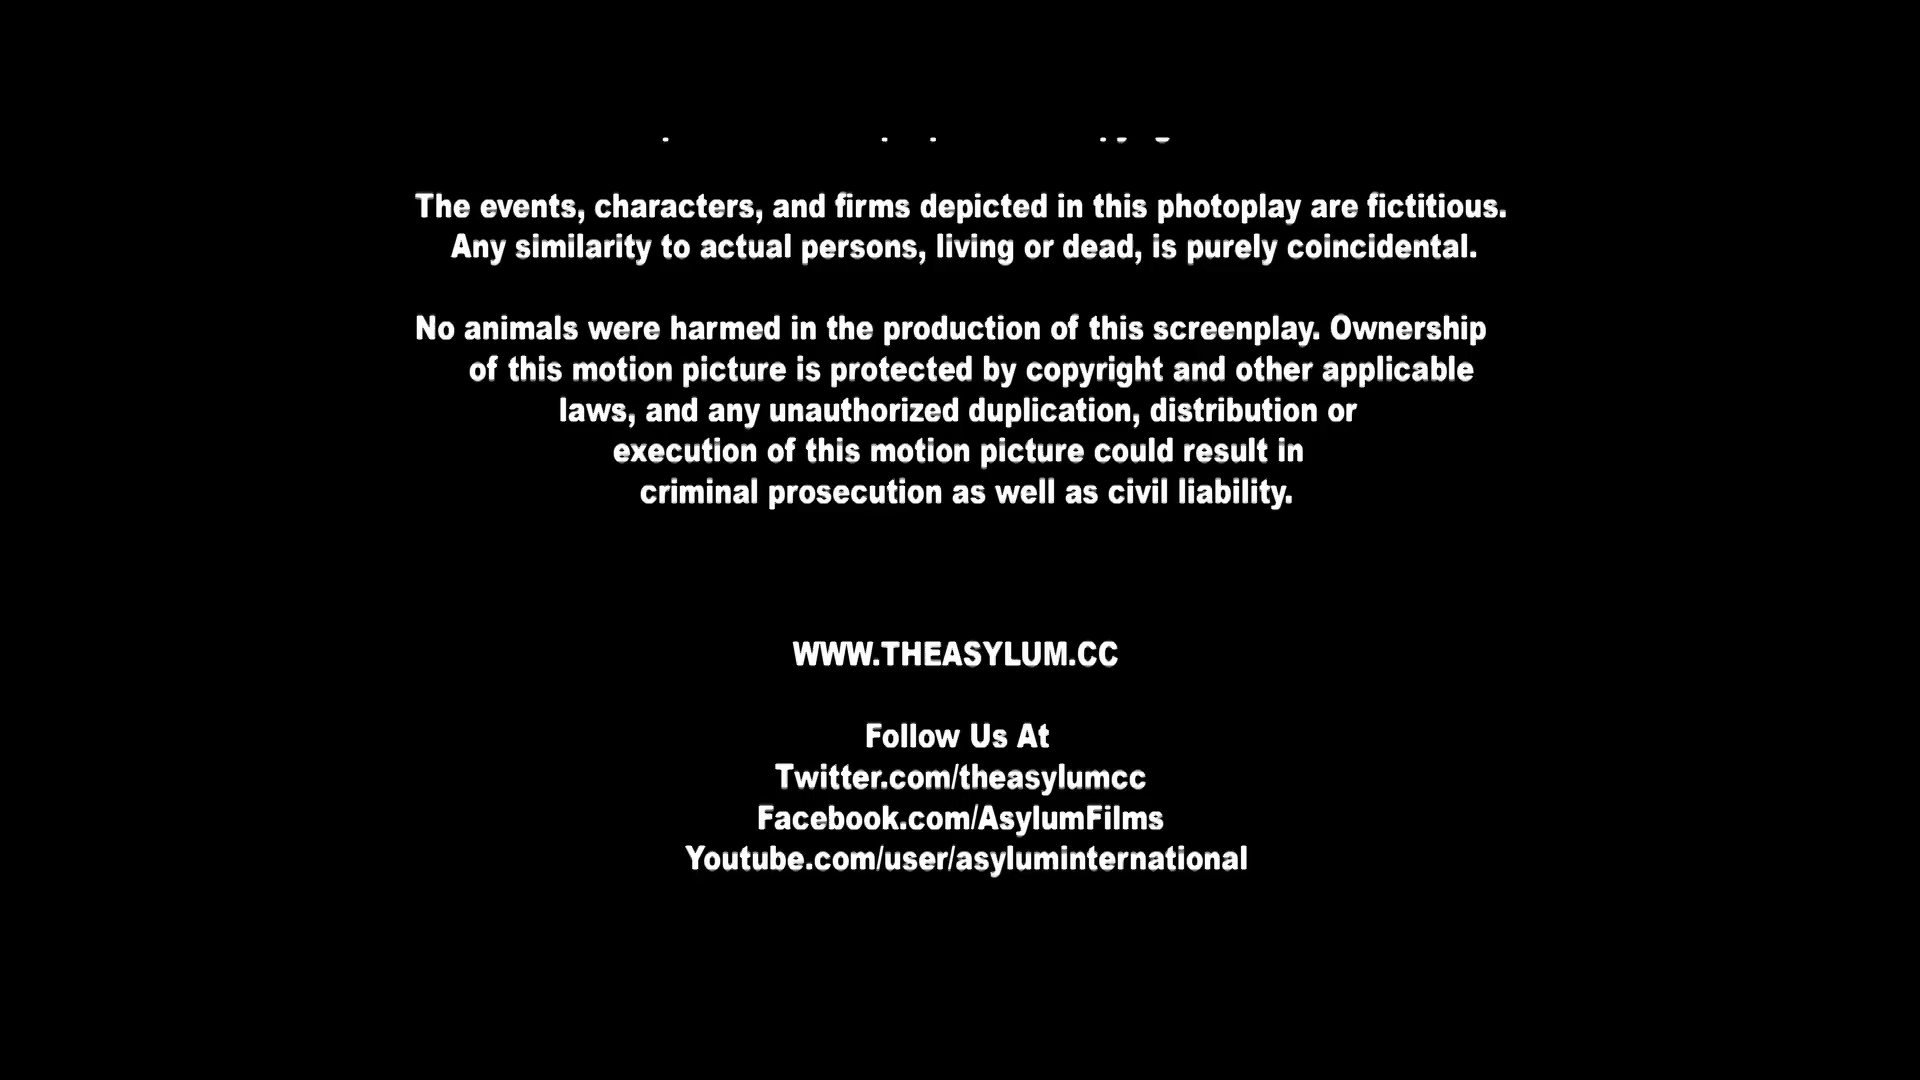 The events, characters, and firms depicted in this photoplay are fictitious.
Any similarity to actual persons, living or dead, is purely coincidental.
No animals were harmed in the production of this screenplay. Ownership
of this motion picture is protected by copyright and other applicable
laws, and any unauthorized duplication, distribution or
execution of this motion picture could result in
criminal prosecution as well as civil liability.
WWW.THEASYLUM.CC
Follow Us At
Twitter.com/theasylumcc
Facebook.com/AsylumFilms
Youtube.com/user/asyluminternational